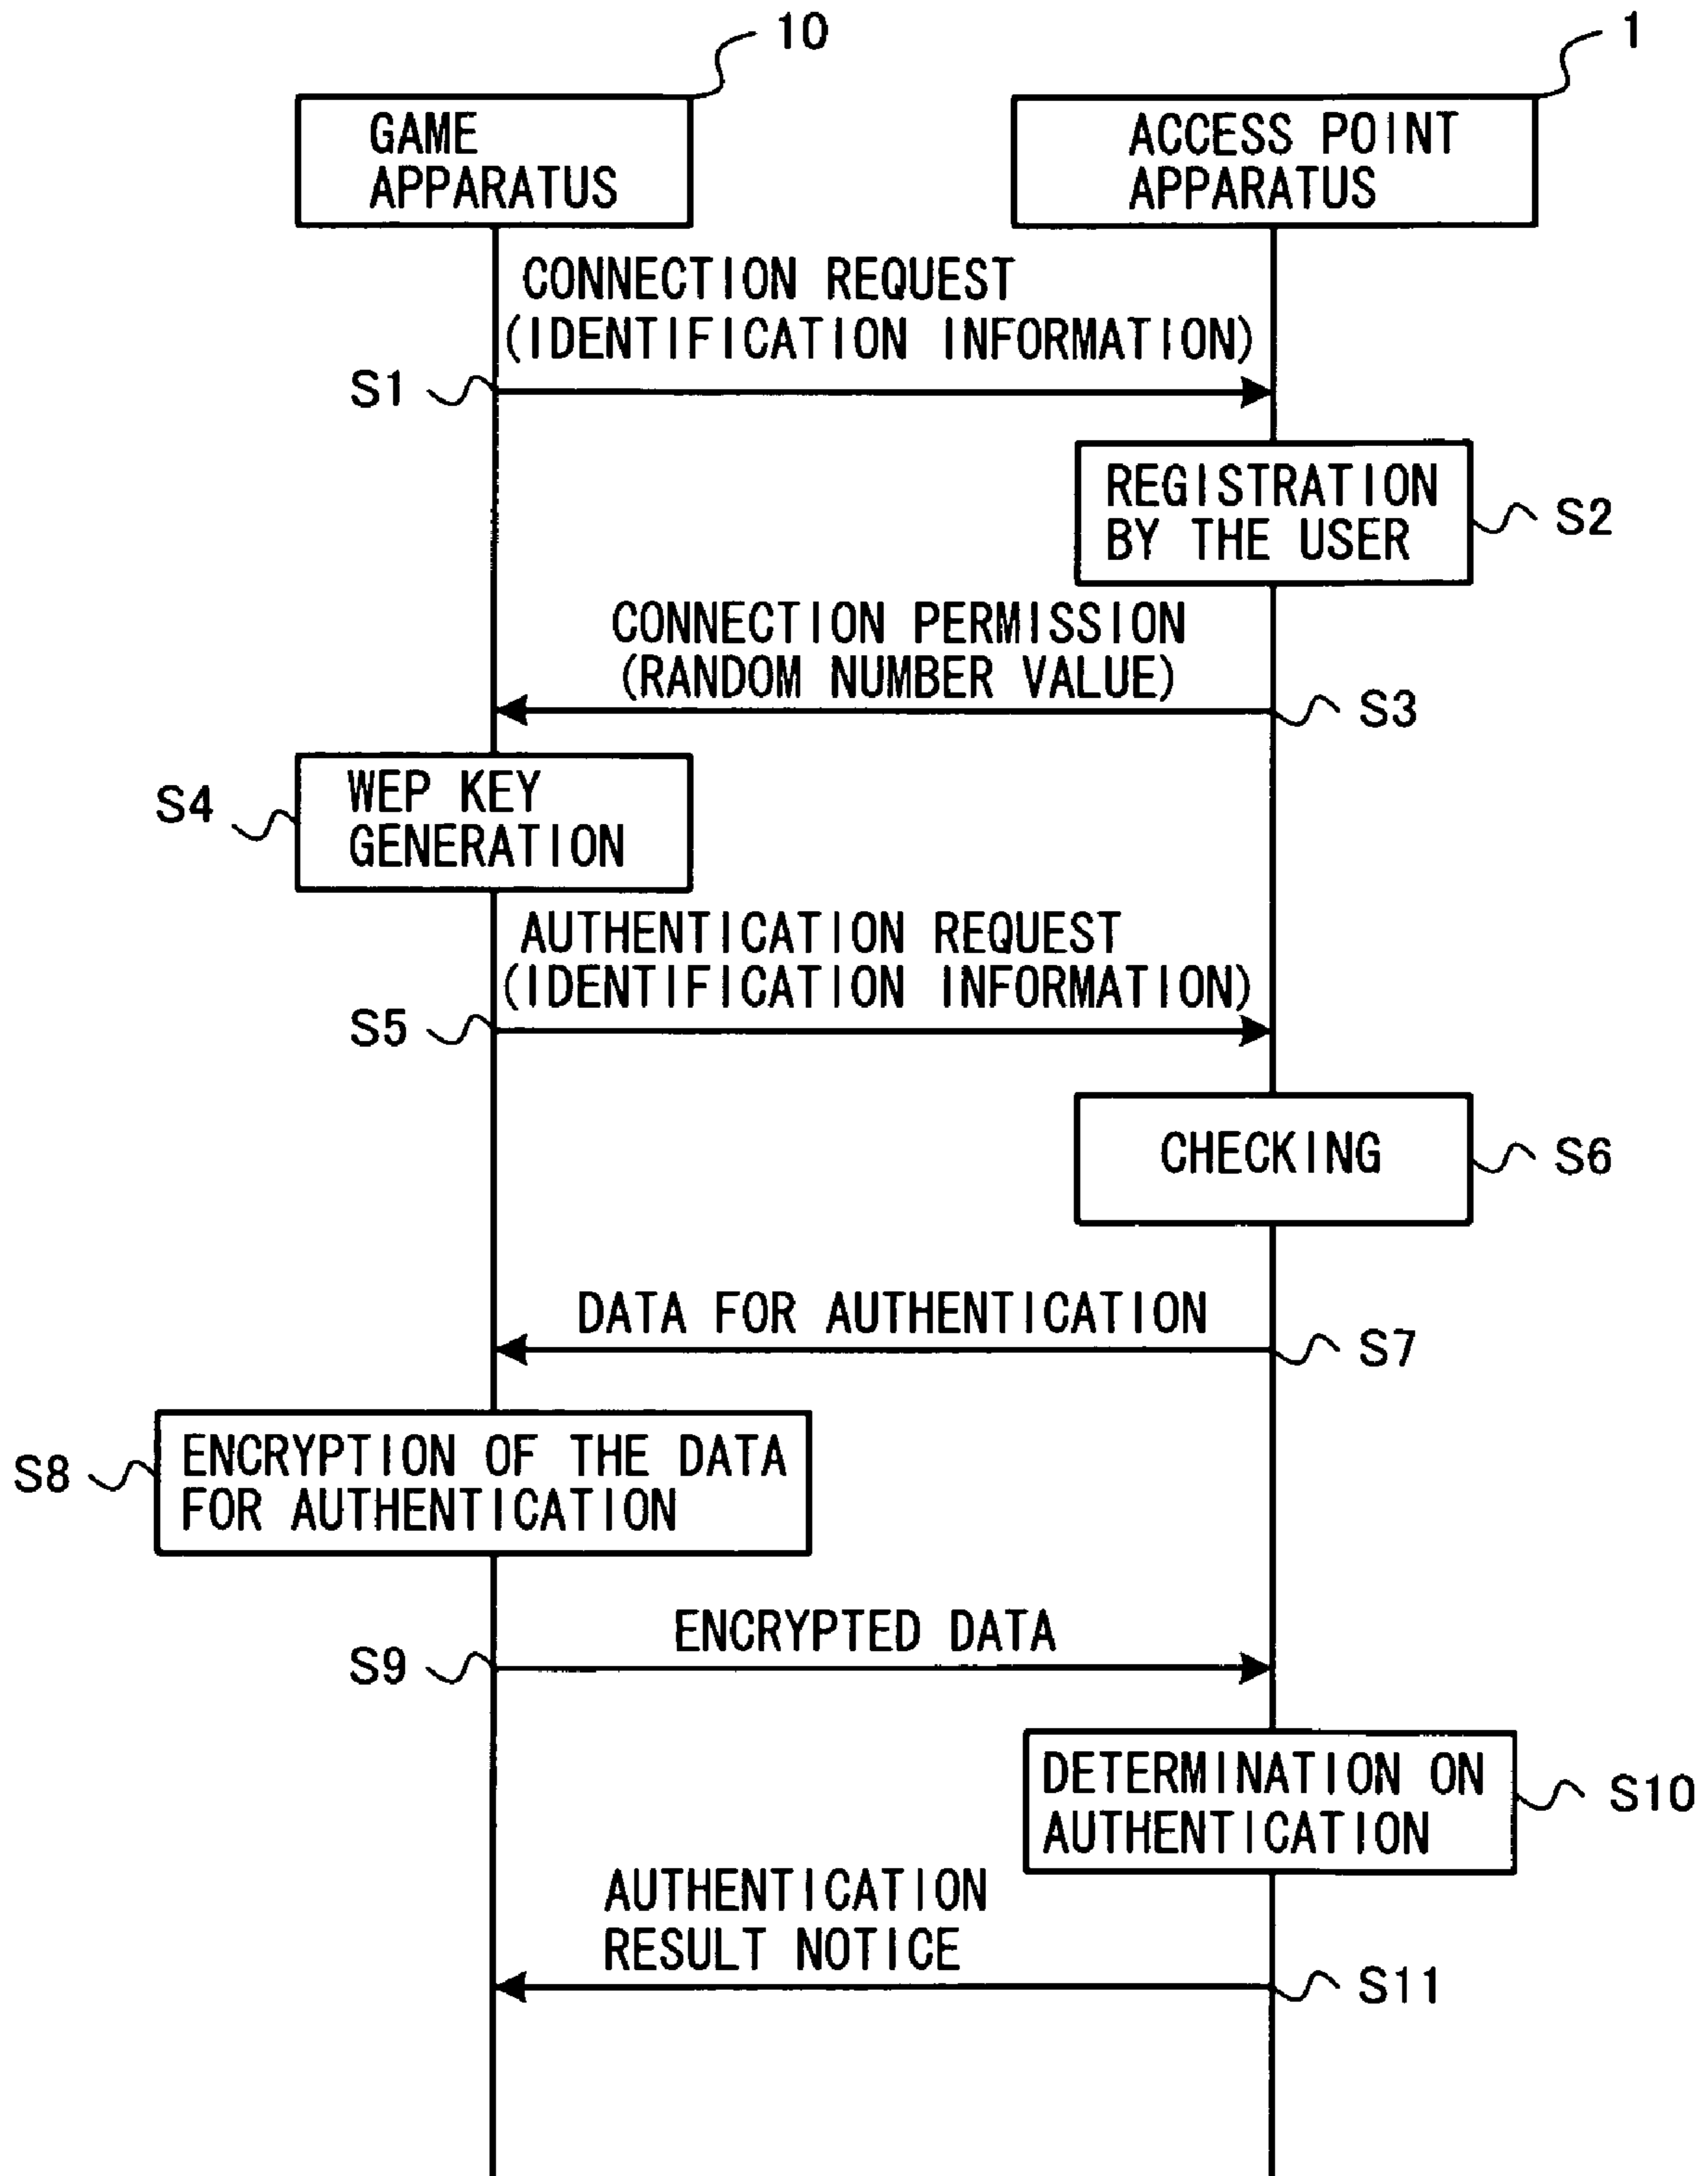 10
1
GAME
APPARATUS
ACCESS POINT
APPARATUS
CONNECTION REQUEST
(IDENTIFICATION INFORMATION)
S1
REGISTRATION
BY THE USER
S2
CONNECTION PERMISSION
(RANDOM NUMBER VALUE)
S3
WEP KEY
GENERATION
S4
AUTHENTICATION REQUEST
(IDENTIFICATION INFORMATION)
S5
CHECKING
S6
DATA FOR AUTHENTICATION
S7
S8
ENCRYPTION OF THE DATA
FOR AUTHENTICATION
ENCRYPTED DATA
S9
DETERMINATION ON
AUTHENTICATION
S10
AUTHENTICATION
RESULT NOTICE
S11